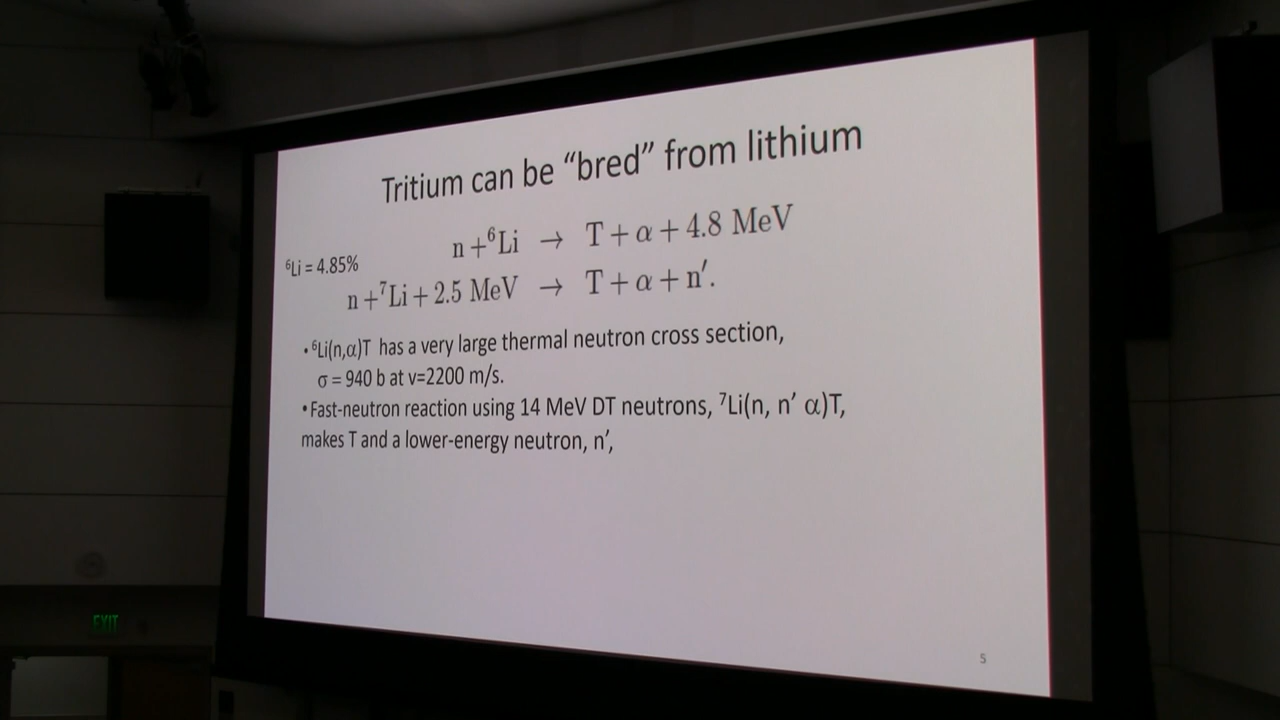 Tritium can be “bred” from lithium
n+⁶Li → T+α+4.8 MeV
⁶Li = 4.85%
n+⁷Li+2.5 MeV → T+α+n′.
•⁶Li(n,α)T has a very large thermal neutron cross section,
σ = 940 b at v=2200 m/s.
•Fast-neutron reaction using 14 MeV DT neutrons, ⁷Li(n, n′ α)T,
makes T and a lower-energy neutron, n′,
5
EXIT